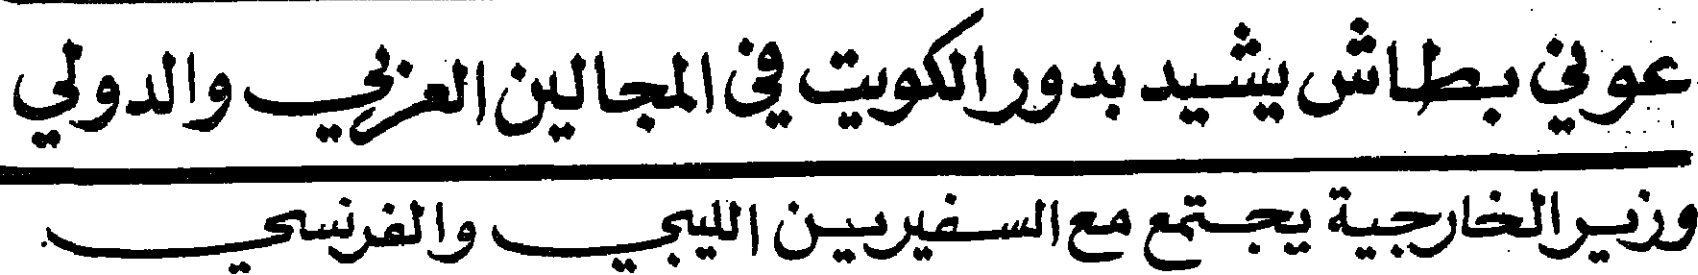 عوني بطاش يشيد بدور الكويت في المجالين العربي والدولي
وزير الخارجية يجتمع مع السفيرين الليبي والفرنسي